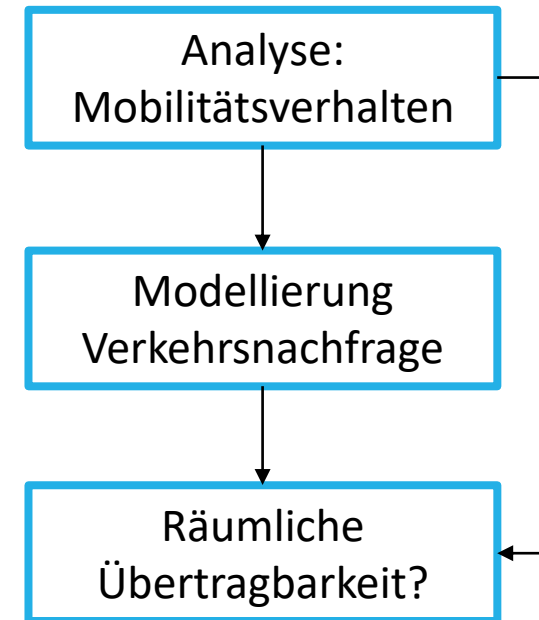 Analyse:
Mobilitätsverhalten
Modellierung
Verkehrsnachfrage
Räumliche
Übertragbarkeit?